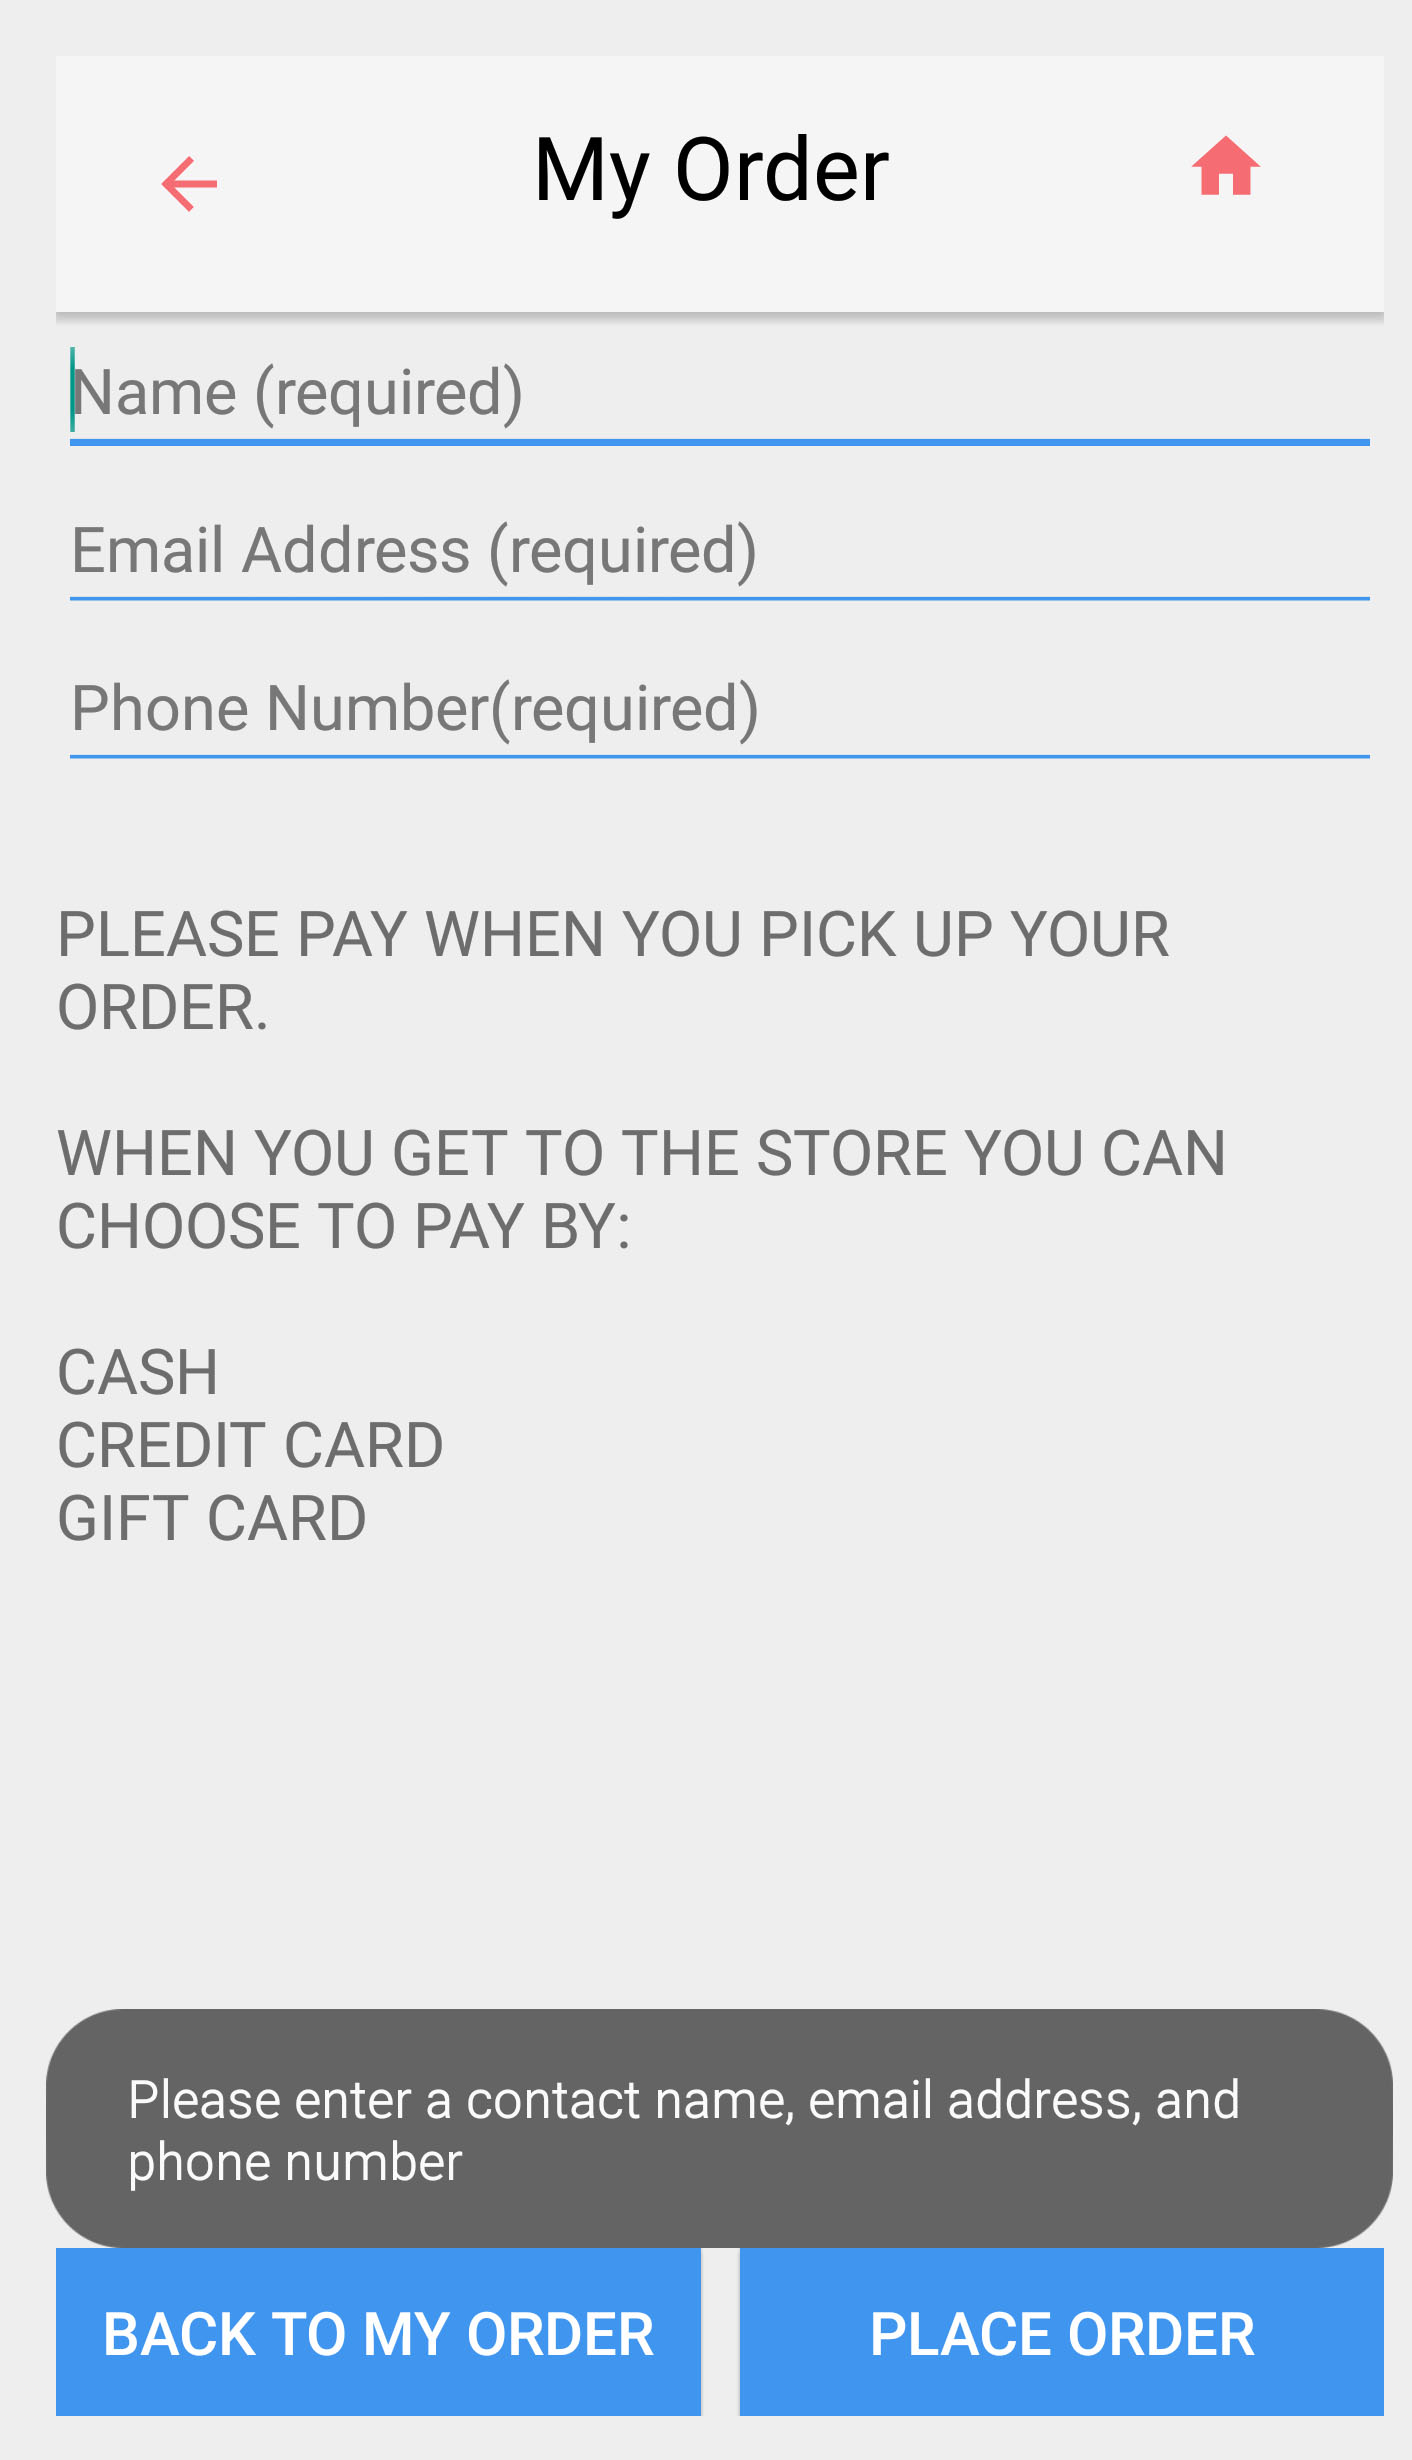 My Order
Name (required)
Email Address (required)
Phone Number(required)
PLEASE PAY WHEN YOU PICK UP YOUR
ORDER.
WHEN YOU GET TO THE STORE YOU CAN
CHOOSE TO PAY BY:
CASH
CREDIT CARD
GIFT CARD
Please enter a contact name, email address, and
phone number
BACK TO MY ORDER
PLACE ORDER